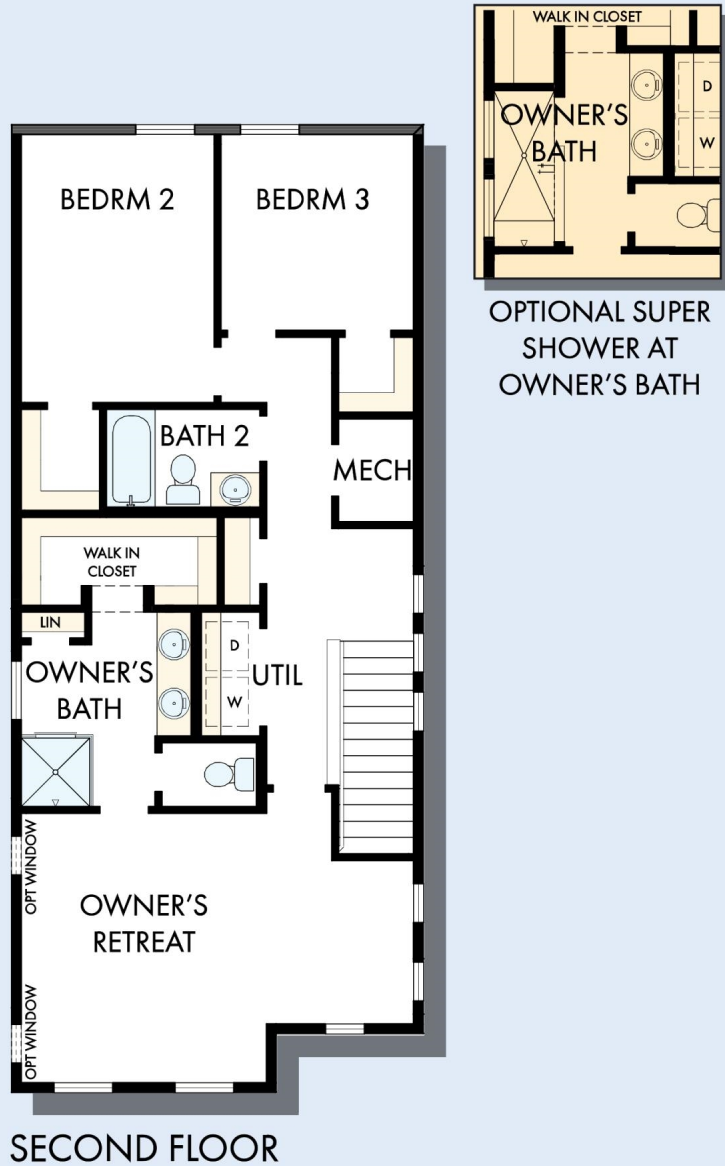 WALK IN CLOSET
OWNER'S
BATH
D
W
OPTIONAL SUPER
SHOWER AT
OWNER'S BATH
BEDRM 2
BEDRM 3
BATH 2
MECH
WALK IN
CLOSET
LIN
OWNER'S
BATH
D
W
UTIL
OPT WINDOW
OWNER'S
RETREAT
OPT WINDOW
SECOND FLOOR